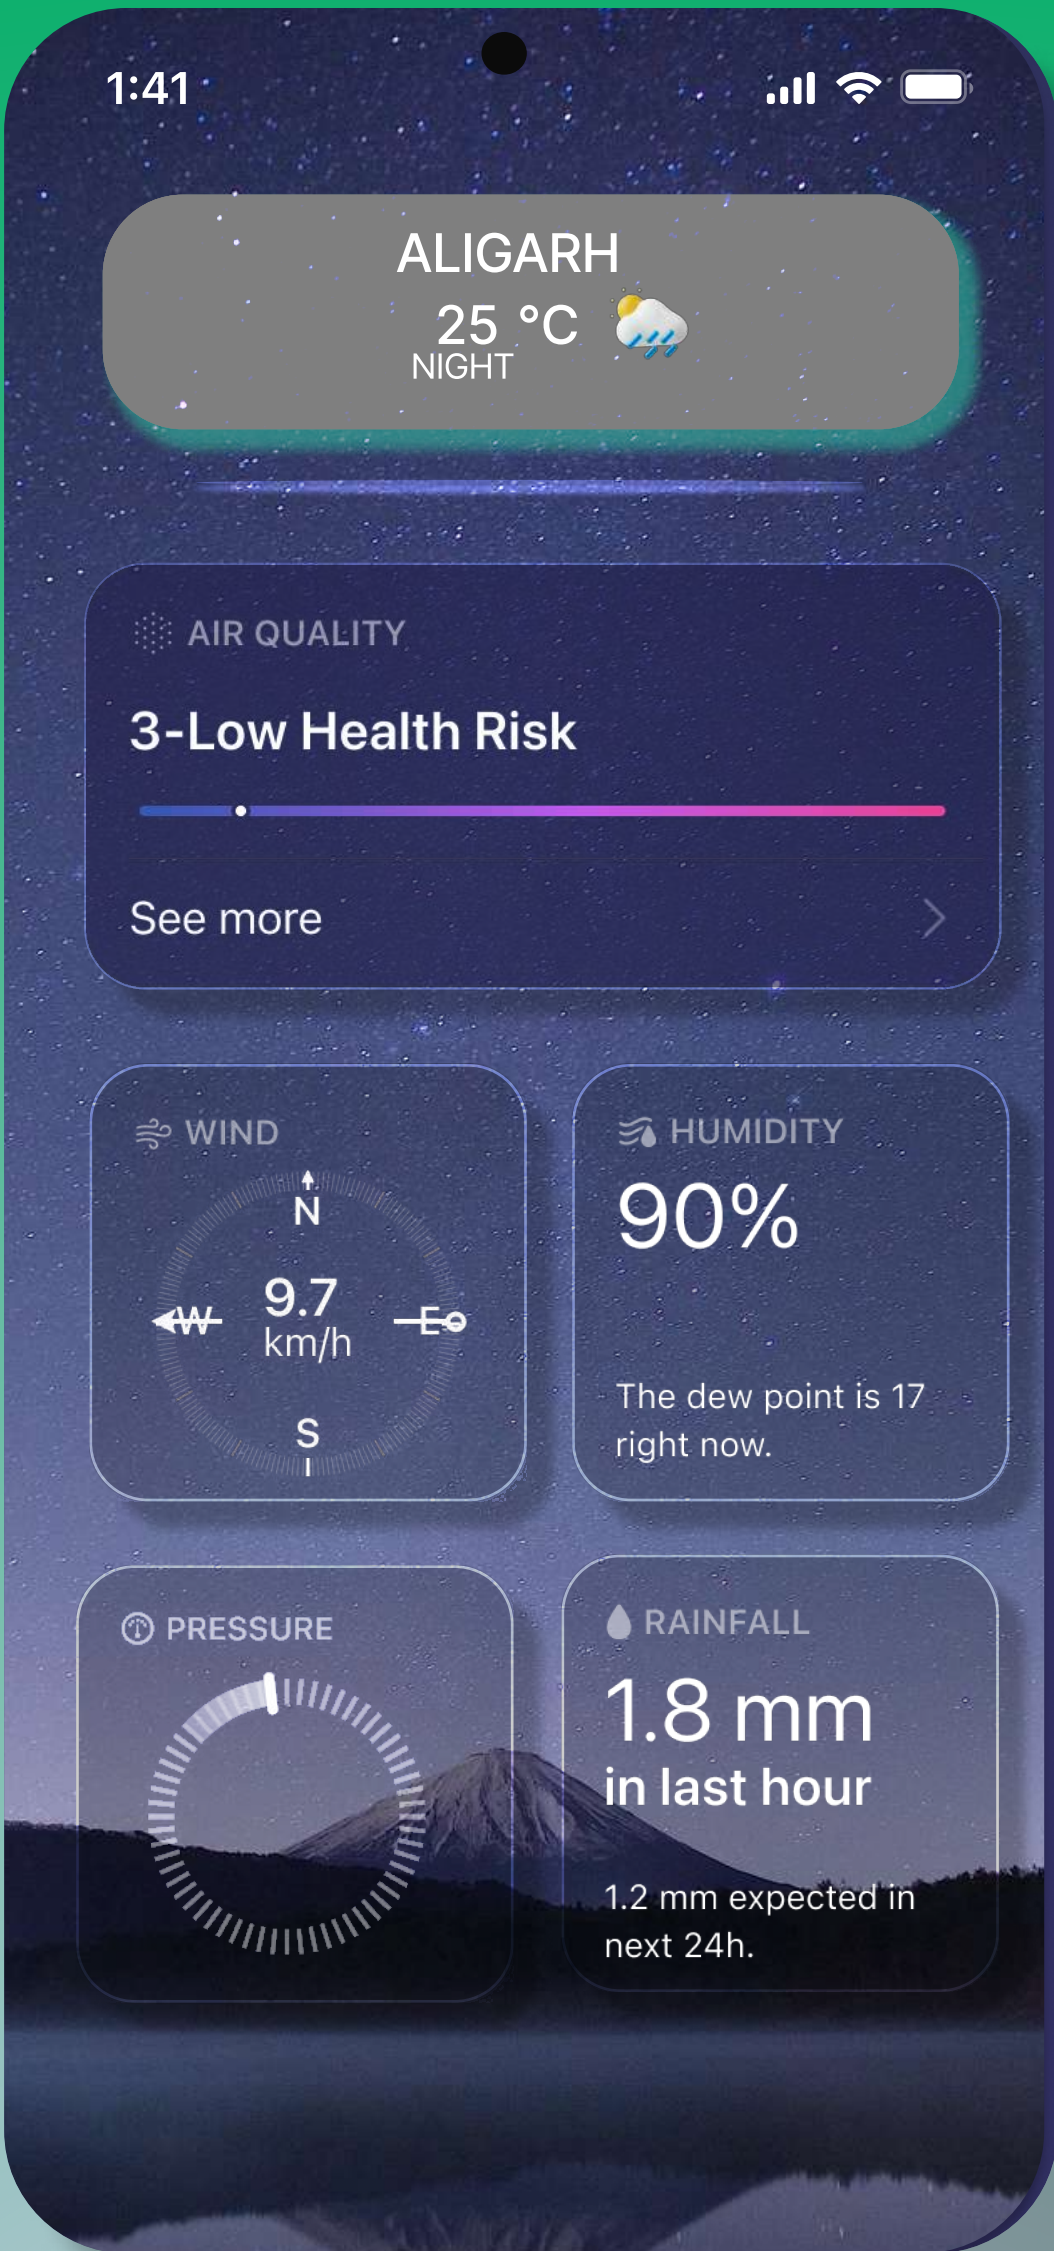 1:41
ALIGARH
25 °C
NIGHT
AIR QUALITY
3-Low Health Risk
See more
WIND
N
9.7
km/h
W
E
S
HUMIDITY
90%
The dew point is 17
right now.
PRESSURE
RAINFALL
1.8 mm
in last hour
1.2 mm expected in
next 24h.